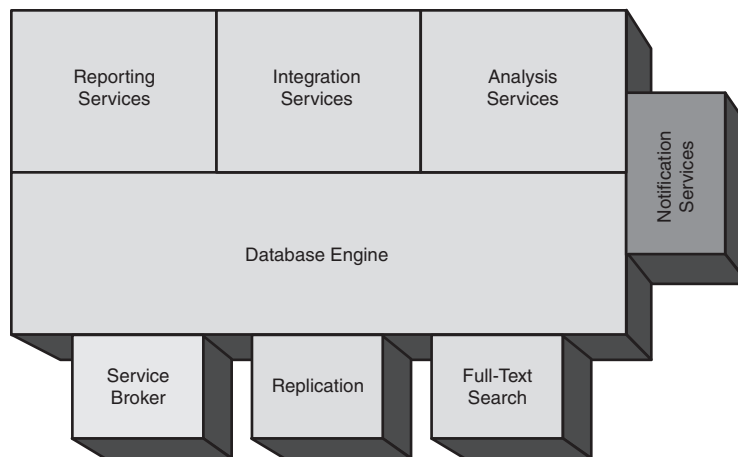 Reporting
Services
Integration
Services
Analysis
Services
Notification
Services
Database Engine
Service
Broker
Replication
Full-Text
Search